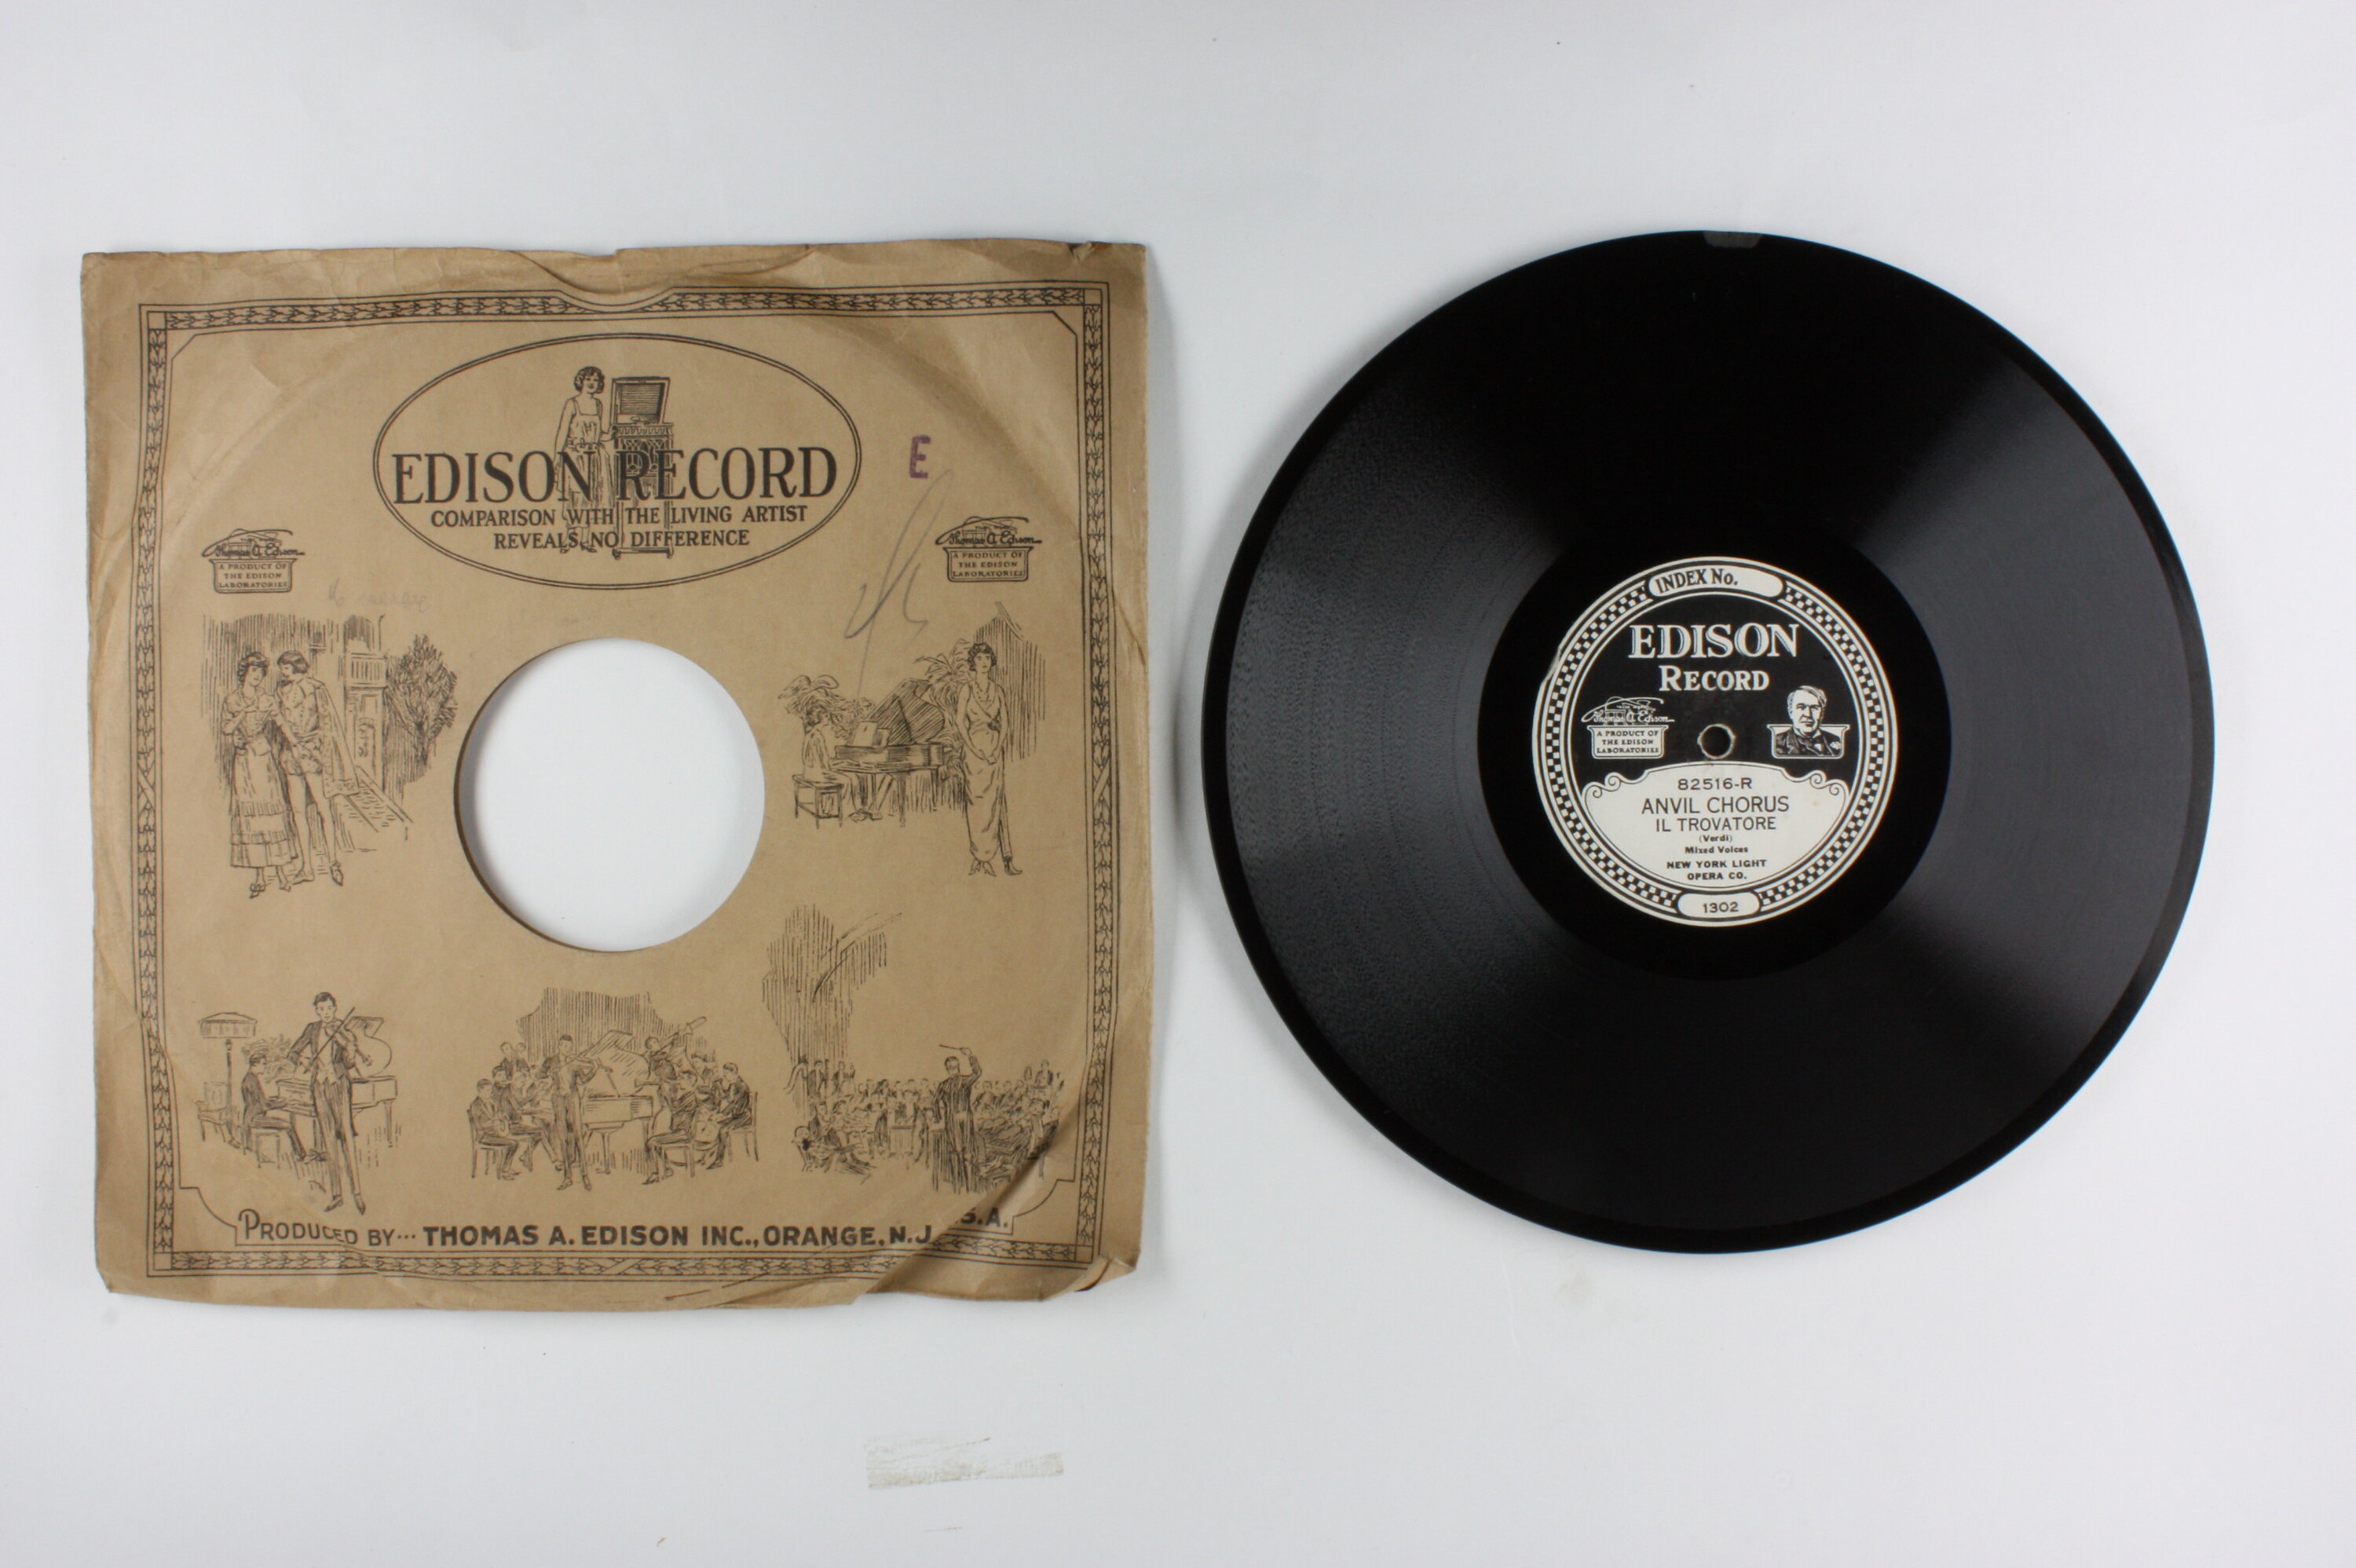 EDISON RECORD
COMPARISON WITH THE LIVING ARTIST
REVEALS NO DIFFERENCE
E
Thomas A. Edison
A PRODUCT OF
THE EDISON
LABORATORIES
Thomas A. Edison
A PRODUCT OF
THE EDISON
LABORATORIES
PRODUCED BY... THOMAS A. EDISON INC., ORANGE, N.J. S.A.
INDEX No.
EDISON
RECORD
Thomas A. Edison
A PRODUCT OF
THE EDISON
LABORATORIES
82516-R
ANVIL CHORUS
IL TROVATORE
(Verdi)
Mixed Voices
NEW YORK LIGHT
OPERA CO.
1302